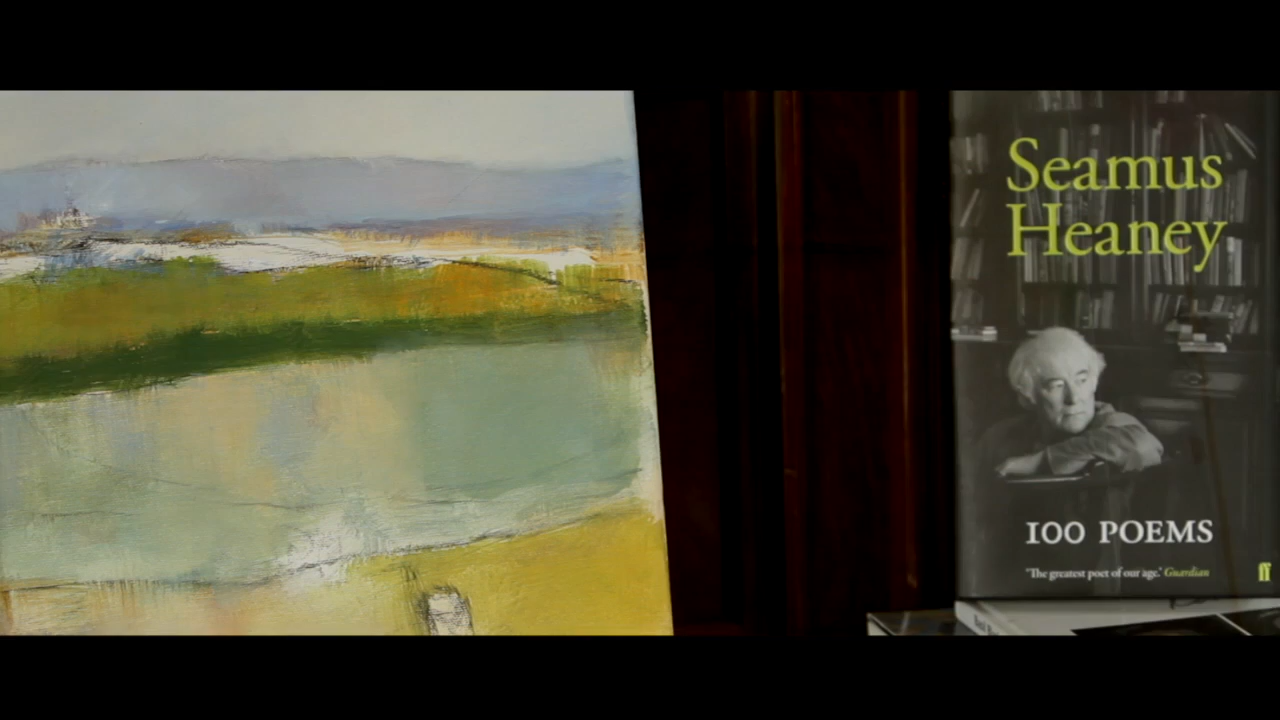 Seamus
Heaney
100 POEMS
'The greatest poet of our age.' Guardian
ff